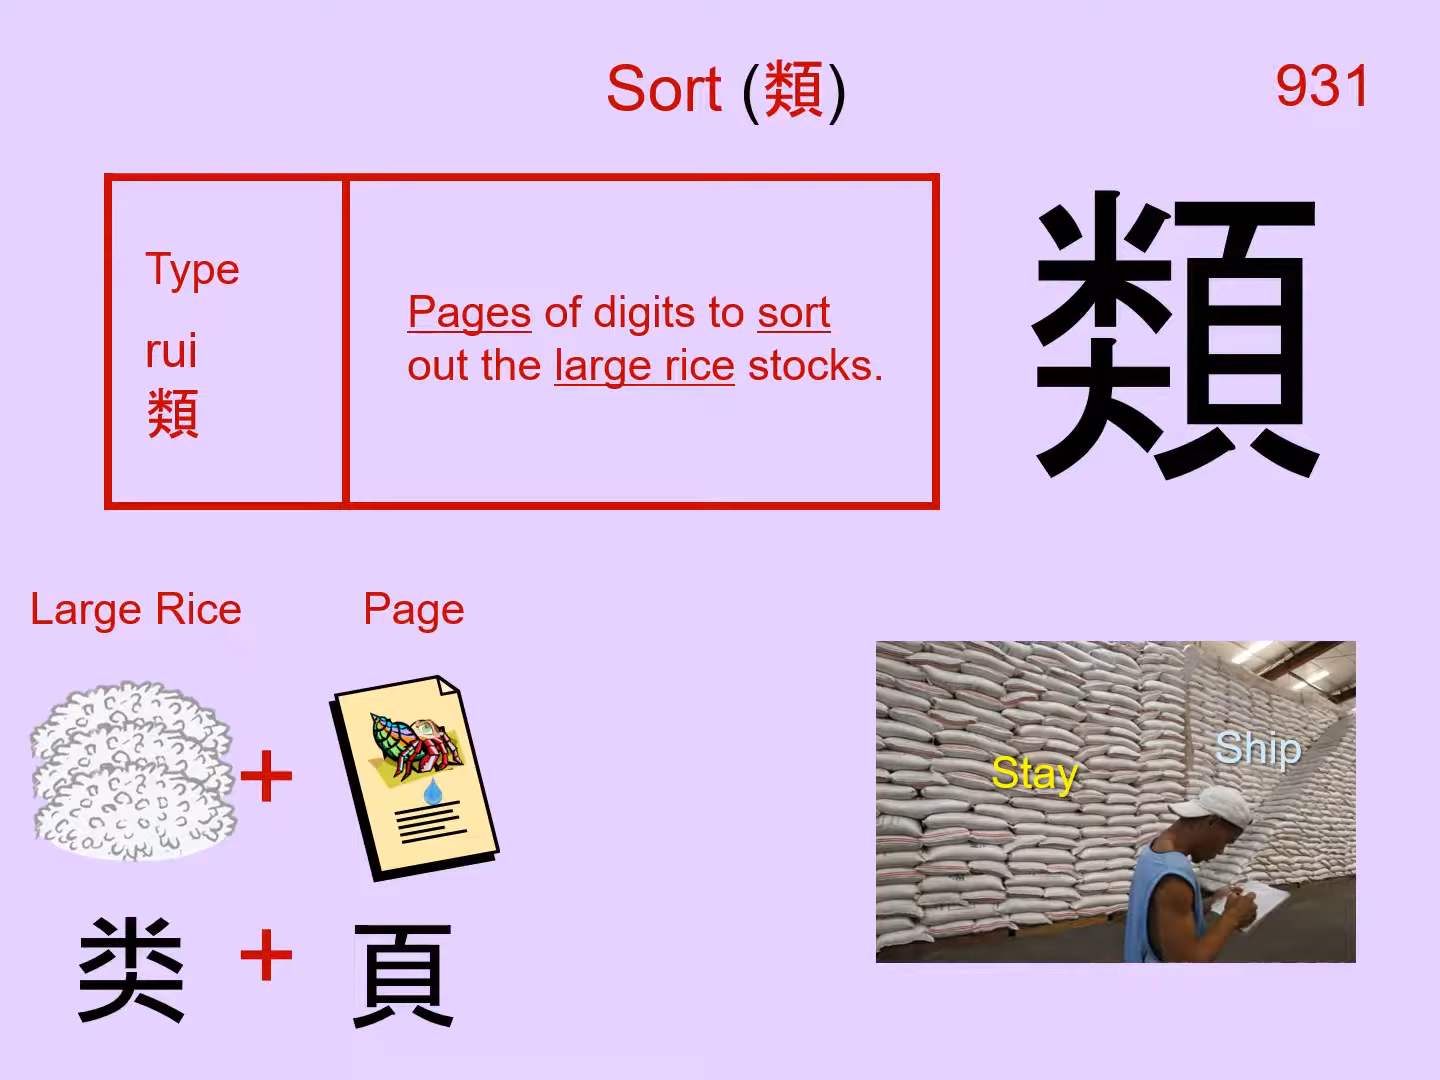 Sort (類)
931
Type
rui
類
Pages of digits to sort
out the large rice stocks.
類
Large Rice
Page
+
类 + 頁
Stay
Ship